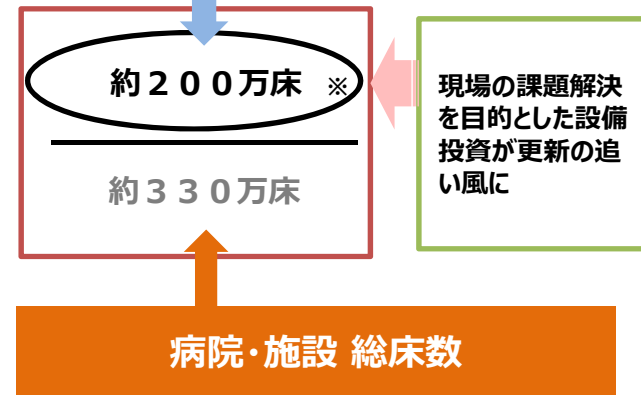 約２００万床 ※
約３３０万床
現場の課題解決
を目的とした設備
投資が更新の追
い風に
病院・施設 総床数